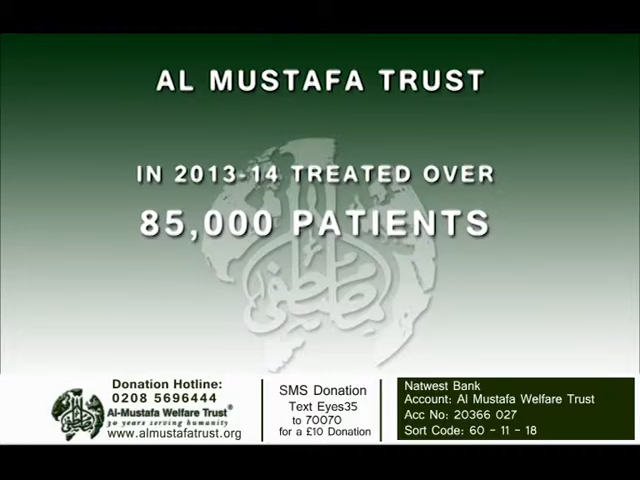 AL MUSTAFA TRUST
IN 2013-14 TREATED OVER
85,000 PATIENTS
مصطفى
Donation Hotline:
0208 5696444
Al-Mustafa Welfare Trust®
30 years serving humanity
www.almustafatrust.org
SMS Donation
Text Eyes35
to 70070
for a £10 Donation
Natwest Bank
Account: Al Mustafa Welfare Trust
Acc No: 20366 027
Sort Code: 60 - 11 - 18